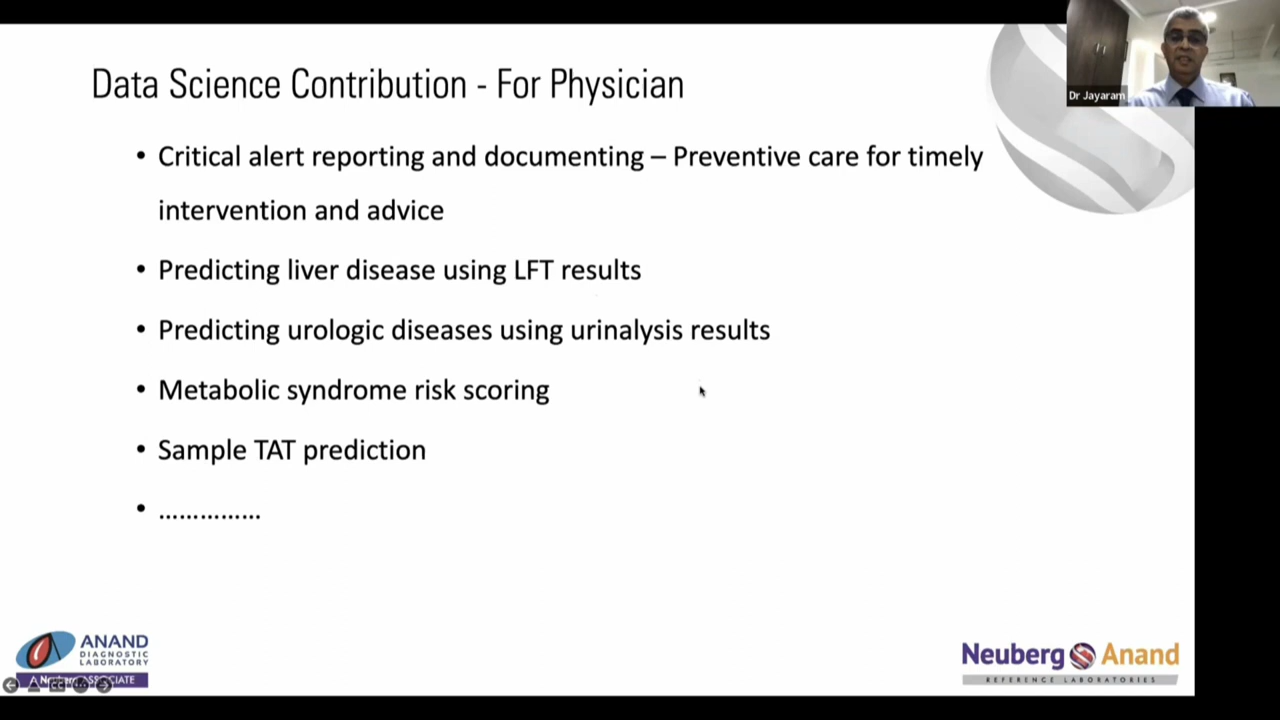 Data Science Contribution - For Physician
Dr Jayaram
• Critical alert reporting and documenting – Preventive care for timely
intervention and advice
• Predicting liver disease using LFT results
• Predicting urologic diseases using urinalysis results
• Metabolic syndrome risk scoring
• Sample TAT prediction
• ……………
ANAND
DIAGNOSTIC
LABORATORY
ASSOCIATE
Neuberg Anand
REFERENCE LABORATORIES